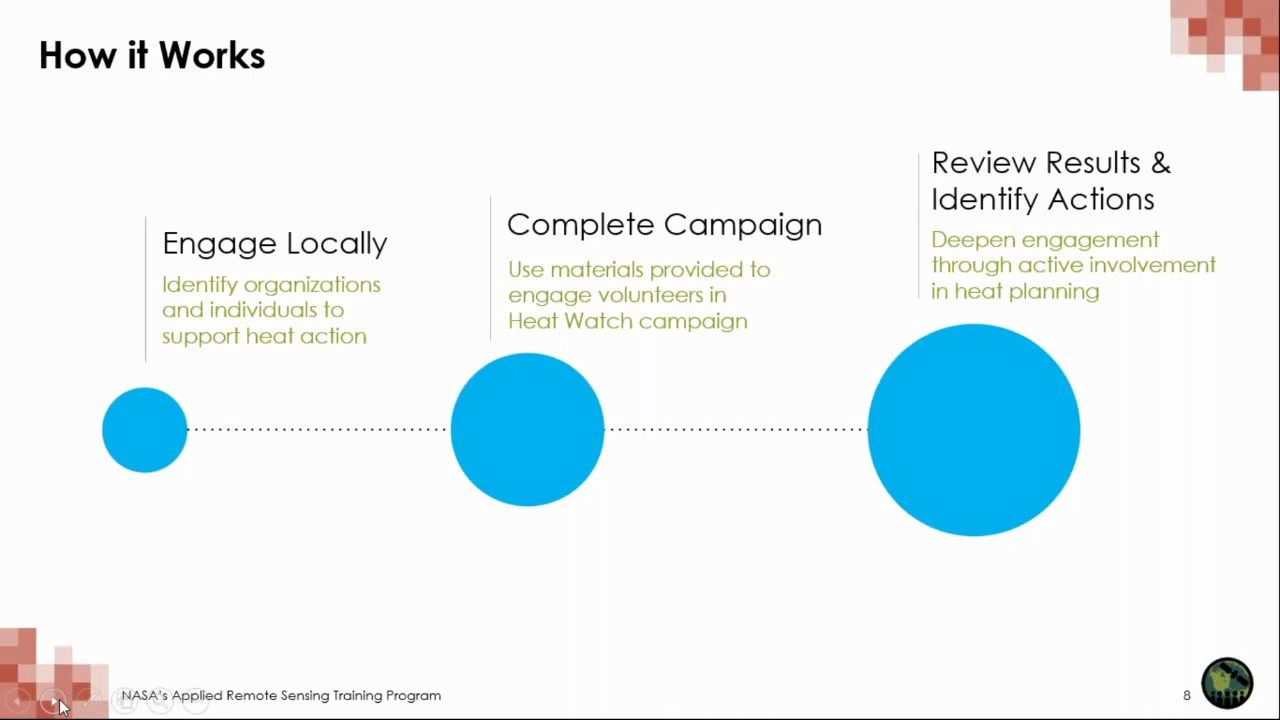 How it Works
Engage Locally
Identify organizations
and individuals to
support heat action
Complete Campaign
Use materials provided to
engage volunteers in
Heat Watch campaign
Review Results &
Identify Actions
Deepen engagement
through active involvement
in heat planning
NASA's Applied Remote Sensing Training Program
8